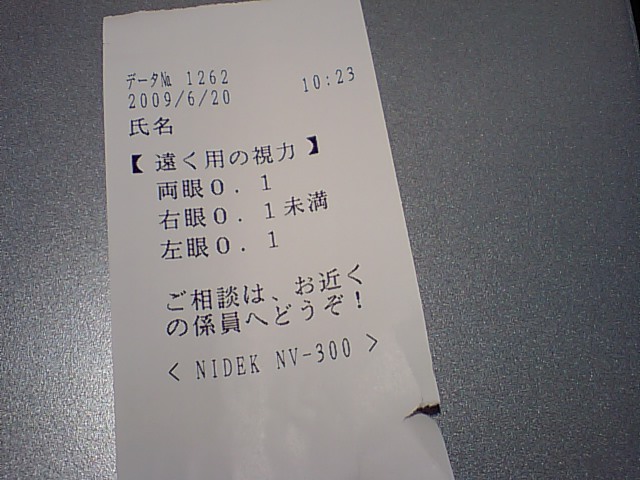 データ№ 1262
2009/6/20 10:23
氏名
【 遠く用の視力 】
両眼0. 1
右眼0. 1未満
左眼0. 1
ご相談は、お近く
の係員へどうぞ！
< NIDEK NV-300 >